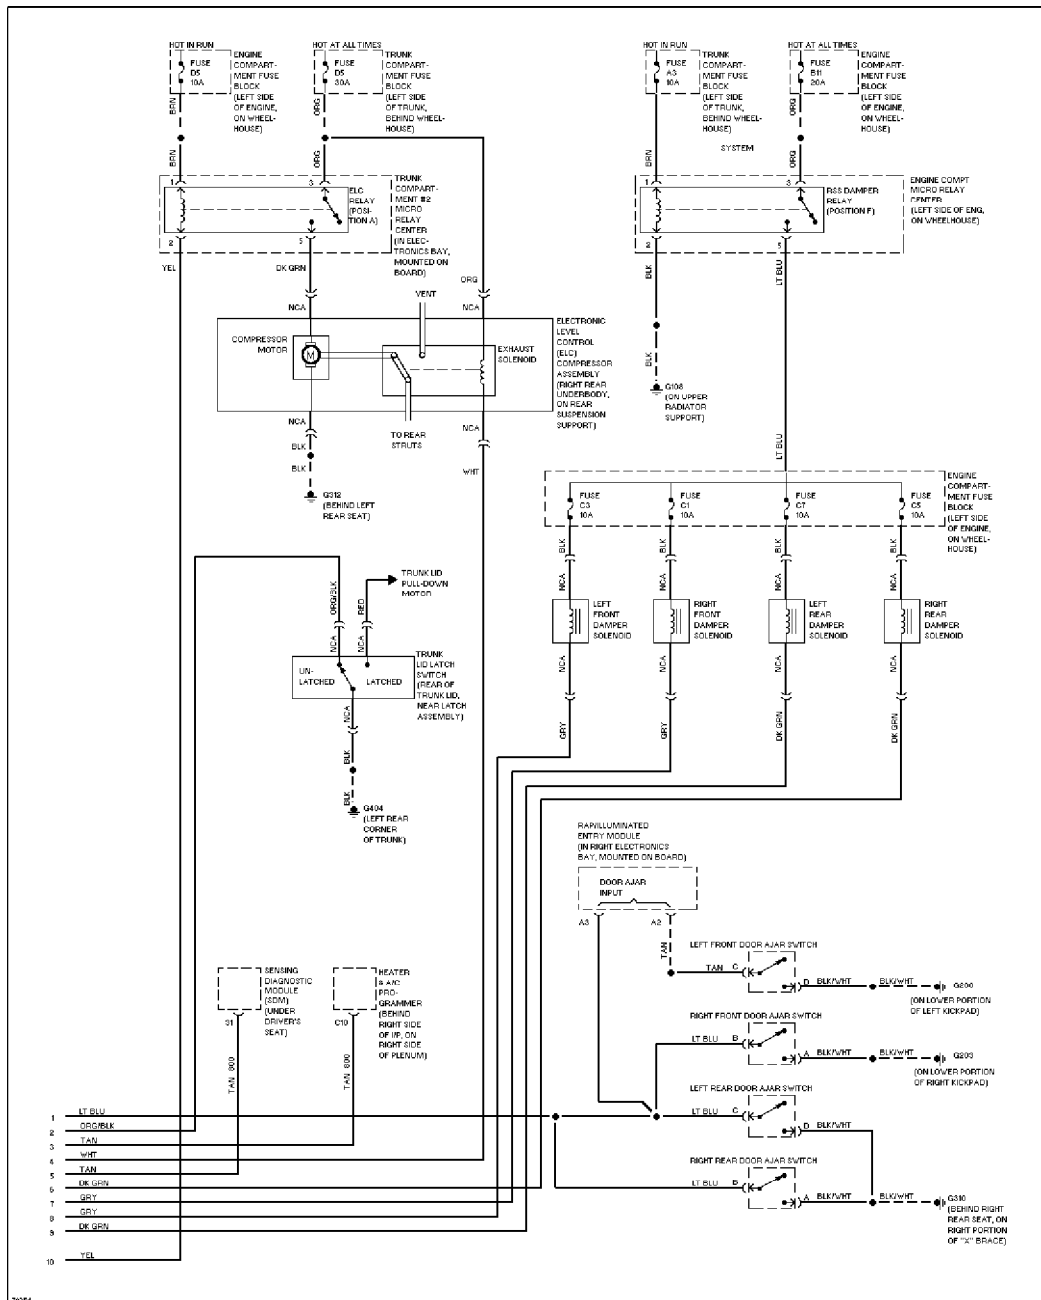 HOT IN RUN
FUSE
D5
10A
ENGINE
COMPART-
MENT FUSE
BLOCK
(LEFT SIDE
OF ENGINE,
ON WHEEL-
HOUSE)
HOT AT ALL TIMES
FUSE
D5
30A
TRUNK
COMPART-
MENT FUSE
BLOCK
(LEFT SIDE
OF TRUNK,
BEHIND WHEEL-
HOUSE)
HOT IN RUN
FUSE
A3
10A
TRUNK
COMPART-
MENT FUSE
BLOCK
(LEFT SIDE
OF TRUNK,
BEHIND WHEEL-
HOUSE)
HOT AT ALL TIMES
FUSE
B11
20A
ENGINE
COMPART-
MENT FUSE
BLOCK
(LEFT SIDE
OF ENGINE,
ON WHEEL-
HOUSE)
BRN
ORG
ORG
SYSTEM
BRN
ORG
BRN
ORG
1
3
ELC
RELAY
(POSI-
TION A)
2
5
TRUNK
COMPART-
MENT #2
MICRO
RELAY
CENTER
(IN ELEC-
TRONICS BAY,
MOUNTED ON
BOARD)
1
3
RSS DAMPER
RELAY
(POSITION F)
2
5
ENGINE COMPT
MICRO RELAY
CENTER
(LEFT SIDE OF ENG,
ON WHEELHOUSE)
YEL
DK GRN
ORG
BLK
LT BLU
NCA
VENT
NCA
COMPRESSOR
MOTOR
M
EXHAUST
SOLENOID
ELECTRONIC
LEVEL
CONTROL
(ELC)
COMPRESSOR
ASSEMBLY
(RIGHT REAR
UNDERBODY,
ON REAR
SUSPENSION
SUPPORT)
BLK
G108
(ON UPPER
RADIATOR
SUPPORT)
NCA
BLK
BLK
G312
(BEHIND LEFT
REAR SEAT)
TO REAR
STRUTS
NCA
WHT
LT BLU
FUSE
C3
10A
FUSE
C1
10A
FUSE
C7
10A
FUSE
C5
10A
ENGINE
COMPART-
MENT FUSE
BLOCK
(LEFT SIDE
OF ENGINE,
ON WHEEL-
HOUSE)
BLK
BLK
BLK
BLK
NCA
NCA
NCA
NCA
LEFT
FRONT
DAMPER
SOLENOID
RIGHT
FRONT
DAMPER
SOLENOID
LEFT
REAR
DAMPER
SOLENOID
RIGHT
REAR
DAMPER
SOLENOID
NCA
NCA
NCA
NCA
GRY
GRY
DK GRN
DK GRN
TRUNK LID
PULL-DOWN
MOTOR
ORG/BLK
RED
NCA
NCA
UN-
LATCHED
LATCHED
TRUNK
LID LATCH
SWITCH
(REAR OF
TRUNK LID,
NEAR LATCH
ASSEMBLY)
NCA
BLK
BLK
G404
(LEFT REAR
CORNER
OF TRUNK)
RAP/ILLUMINATED
ENTRY MODULE
(IN RIGHT ELECTRONICS
BAY, MOUNTED ON BOARD)
DOOR AJAR
INPUT
A3
A2
TAN
LEFT FRONT DOOR AJAR SWITCH
TAN
C
D
BLK/WHT
BLK/WHT
G200
(ON LOWER PORTION
OF LEFT KICKPAD)
RIGHT FRONT DOOR AJAR SWITCH
LT BLU
B
A
BLK/WHT
BLK/WHT
G203
(ON LOWER PORTION
OF RIGHT KICKPAD)
LEFT REAR DOOR AJAR SWITCH
LT BLU
C
D
BLK/WHT
RIGHT REAR DOOR AJAR SWITCH
LT BLU
B
A
BLK/WHT
BLK/WHT
G310
(BEHIND RIGHT
REAR SEAT, ON
RIGHT PORTION
OF "X" BRACE)
SENSING
DIAGNOSTIC
MODULE
(SDM)
(UNDER
DRIVER'S
SEAT)
HEATER
& A/C
PRO-
GRAMMER
(BEHIND
RIGHT SIDE
OF I/P, ON
RIGHT SIDE
OF PLENUM)
C10
TAN 800
TAN 800
1 LT BLU
2 ORG/BLK
3 TAN
4 WHT
5 TAN
6 DK GRN
7 GRY
8 GRY
9 DK GRN
10 YEL